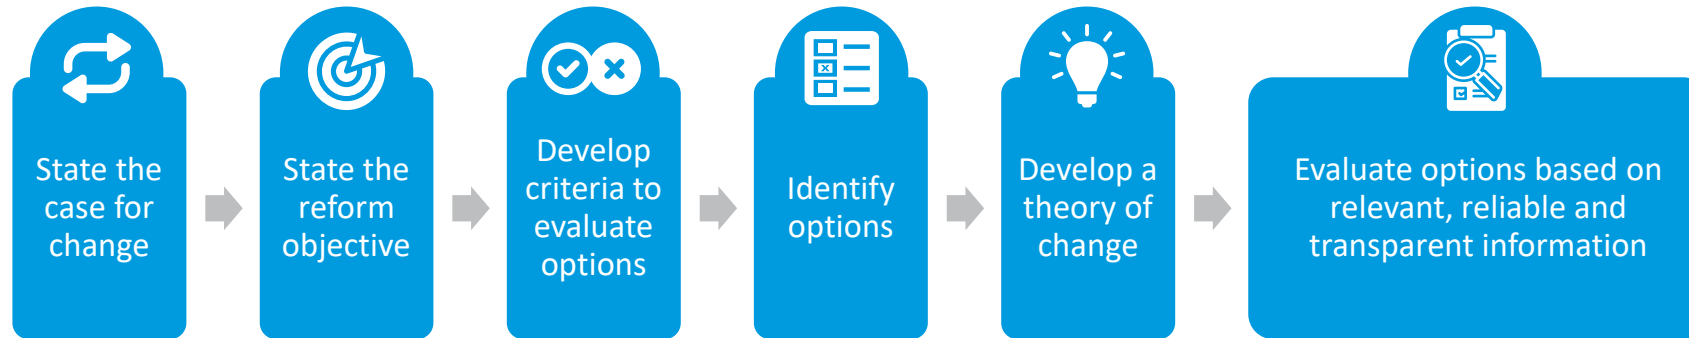 State the
case for
change
State the
reform
objective
Develop
criteria to
evaluate
options
Identify
options
Develop a
theory of
change
Evaluate options based on
relevant, reliable and
transparent information